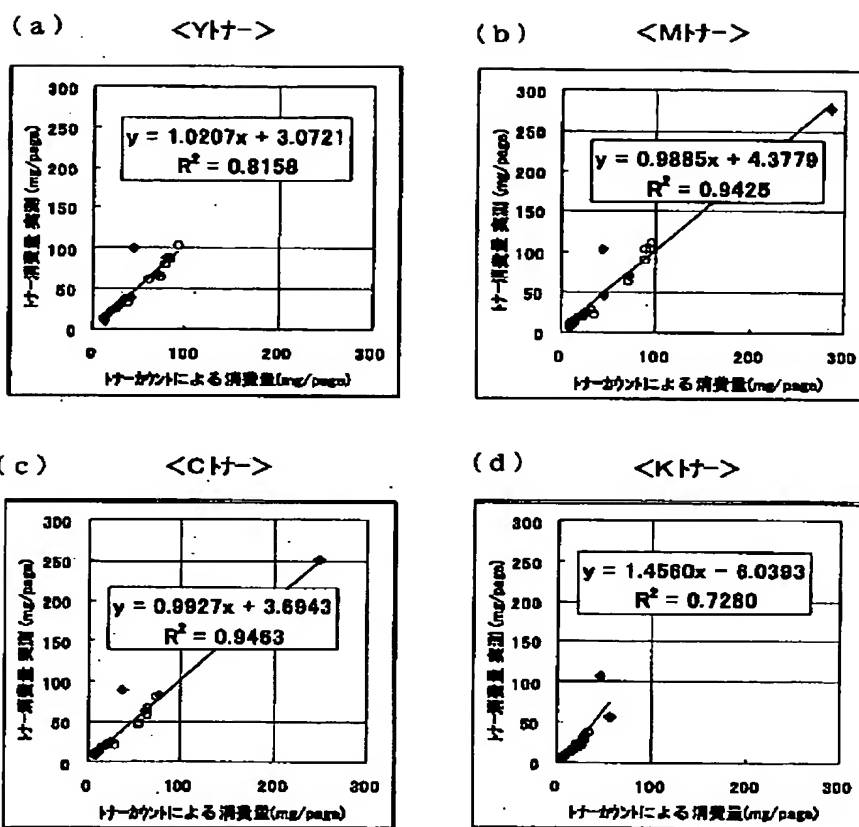 (a) <Yトナー>
300
250
200
150
100
50
0
トナー消費量 実測 (mg/page)
y = 1.0207x + 3.0721
R² = 0.8158
0 100 200 300
トナーカウントによる消費量(mg/page)
(b) <Mトナー>
300
250
200
150
100
50
0
トナー消費量 実測 (mg/page)
y = 0.9885x + 4.3779
R² = 0.9425
0 100 200 300
トナーカウントによる消費量(mg/page)
(c) <Cトナー>
300
250
200
150
100
50
0
トナー消費量 実測 (mg/page)
y = 0.9927x + 3.6943
R² = 0.9463
0 100 200 300
トナーカウントによる消費量(mg/page)
(d) <Kトナー>
300
250
200
150
100
50
0
トナー消費量 実測 (mg/page)
y = 1.4560x − 6.0393
R² = 0.7280
0 100 200 300
トナーカウントによる消費量(mg/page)